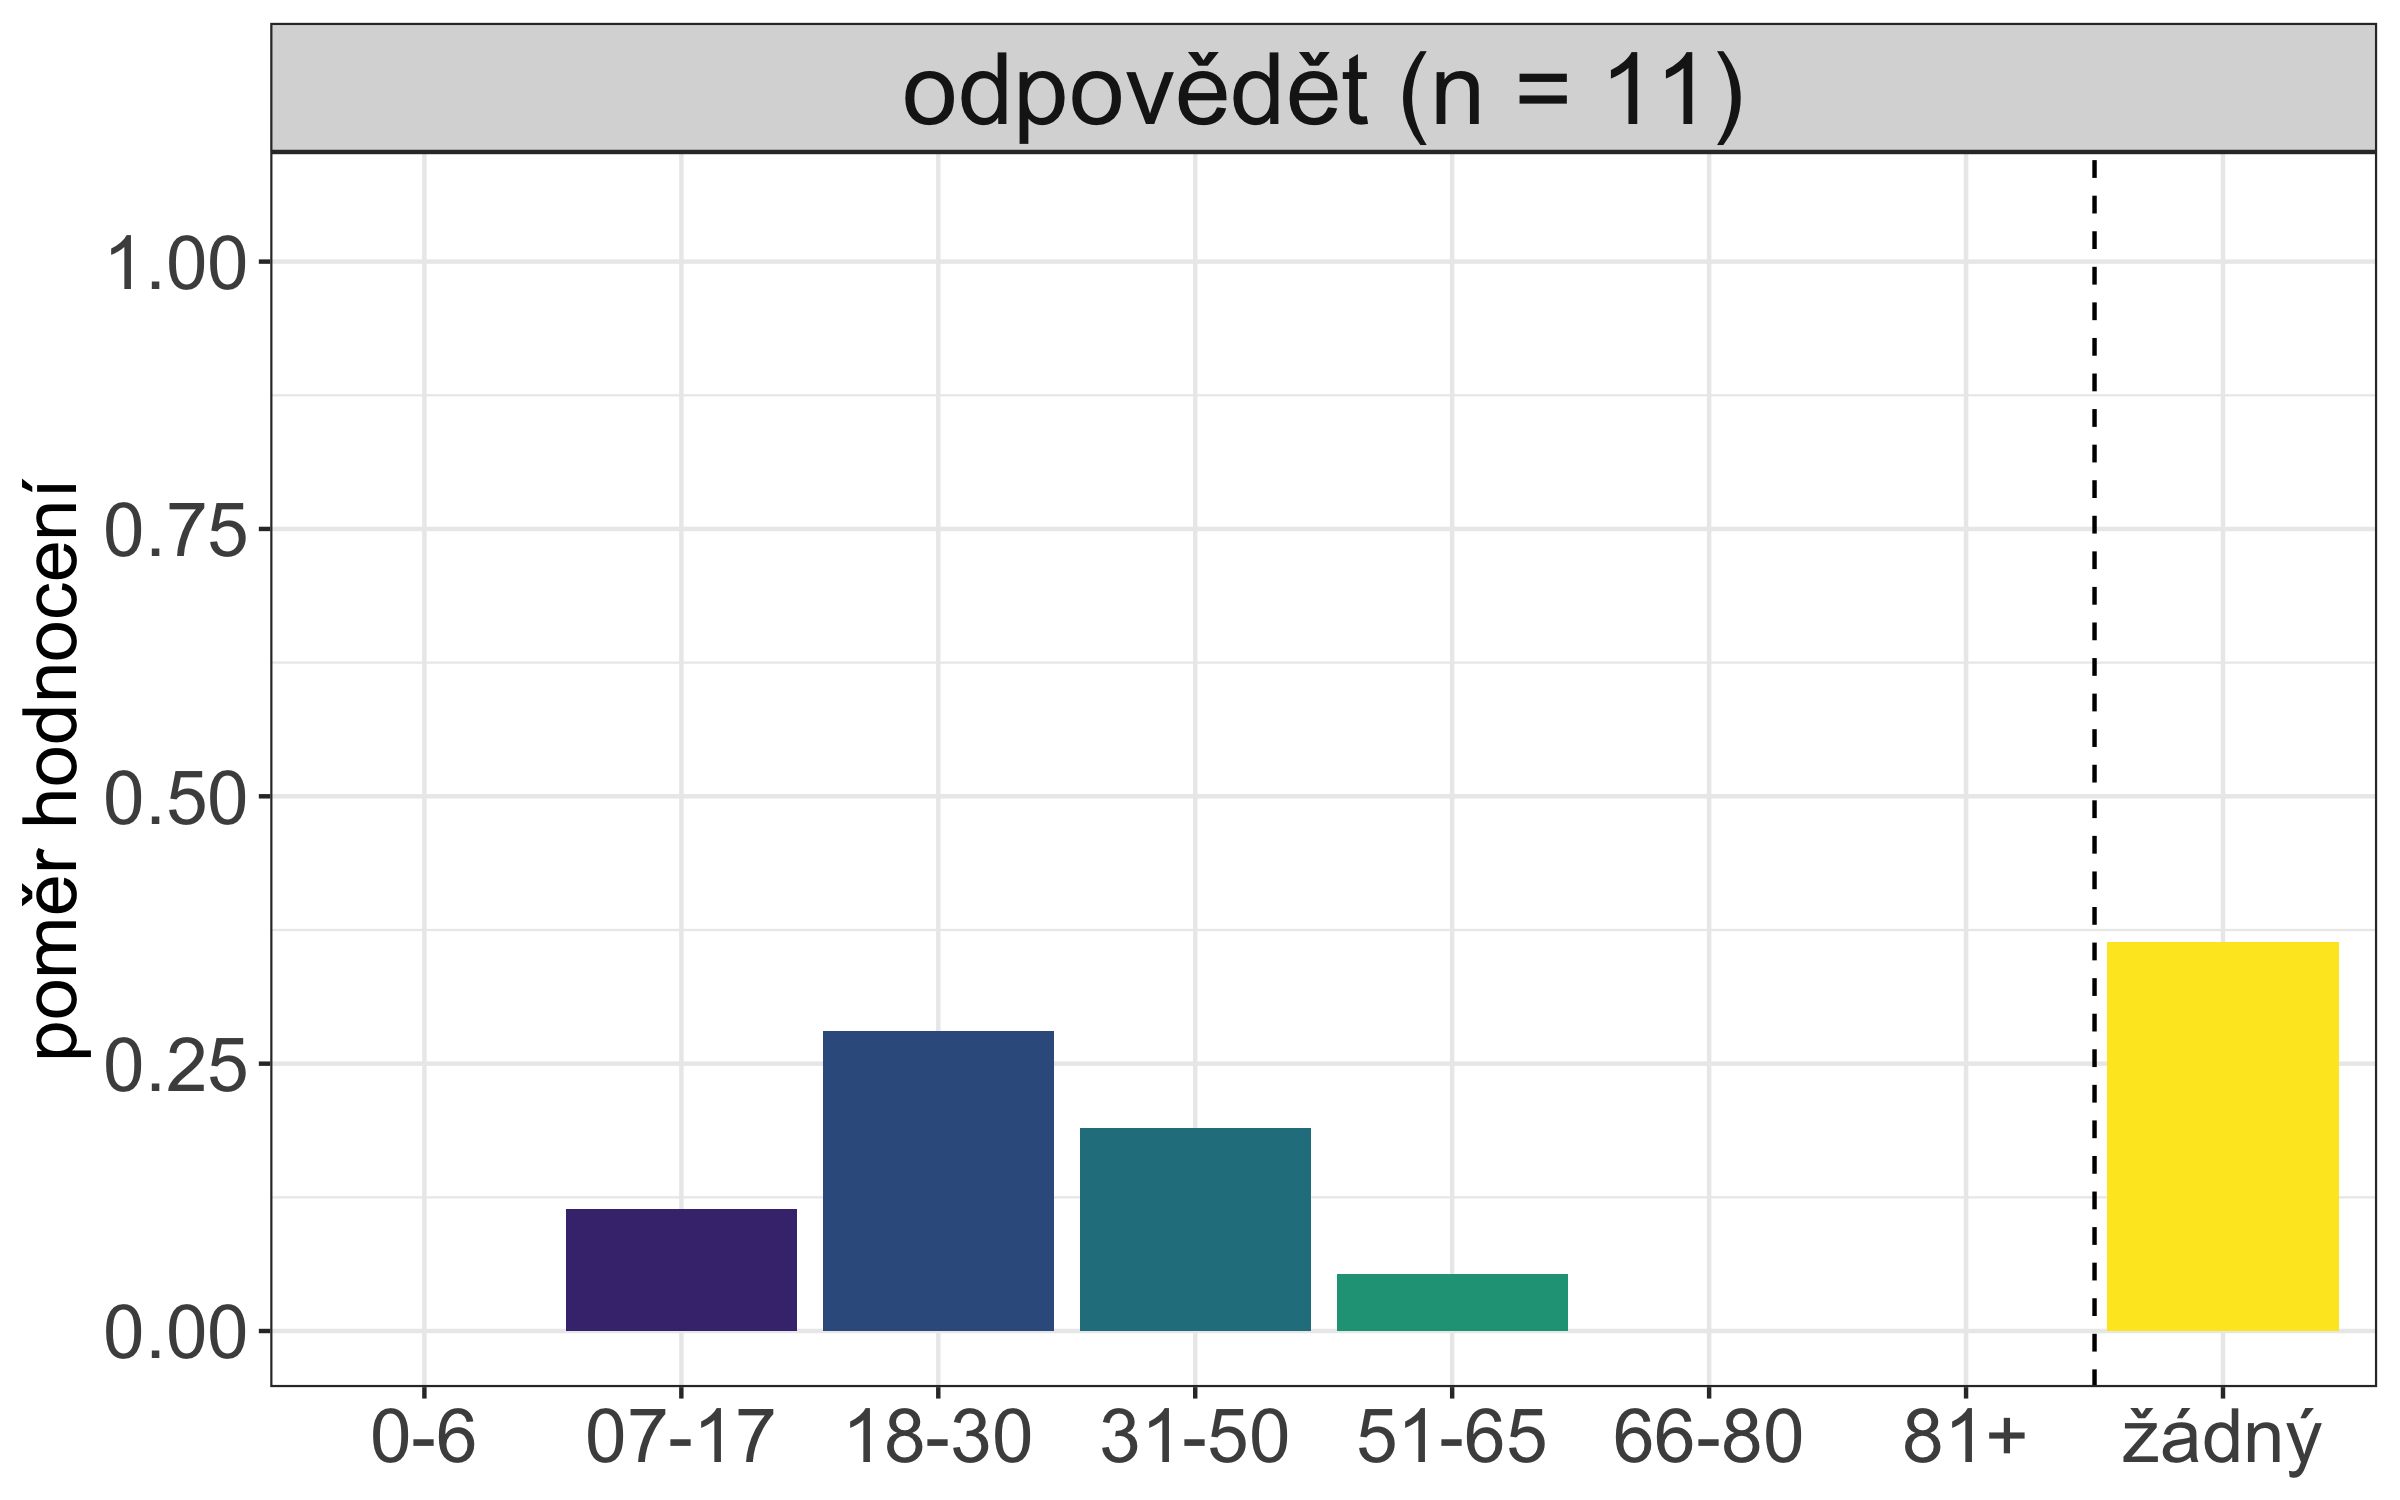 odpovědět (n = 11)
poměr hodnocení
1.00
0.75
0.50
0.25
0.00
0-6 07-17 18-30 31-50 51-65 66-80 81+ žádný